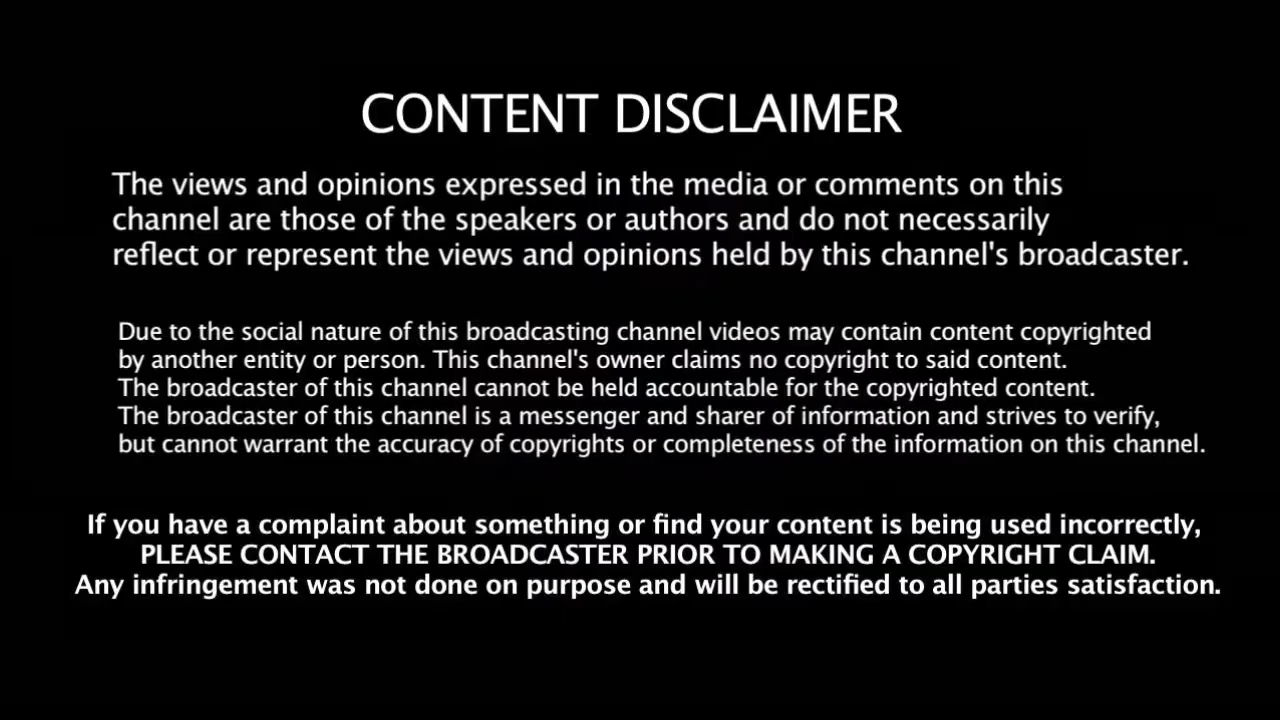 CONTENT DISCLAIMER
The views and opinions expressed in the media or comments on this
channel are those of the speakers or authors and do not necessarily
reflect or represent the views and opinions held by this channel's broadcaster.
Due to the social nature of this broadcasting channel videos may contain content copyrighted
by another entity or person. This channel's owner claims no copyright to said content.
The broadcaster of this channel cannot be held accountable for the copyrighted content.
The broadcaster of this channel is a messenger and sharer of information and strives to verify,
but cannot warrant the accuracy of copyrights or completeness of the information on this channel.
If you have a complaint about something or find your content is being used incorrectly,
PLEASE CONTACT THE BROADCASTER PRIOR TO MAKING A COPYRIGHT CLAIM.
Any infringement was not done on purpose and will be rectified to all parties satisfaction.